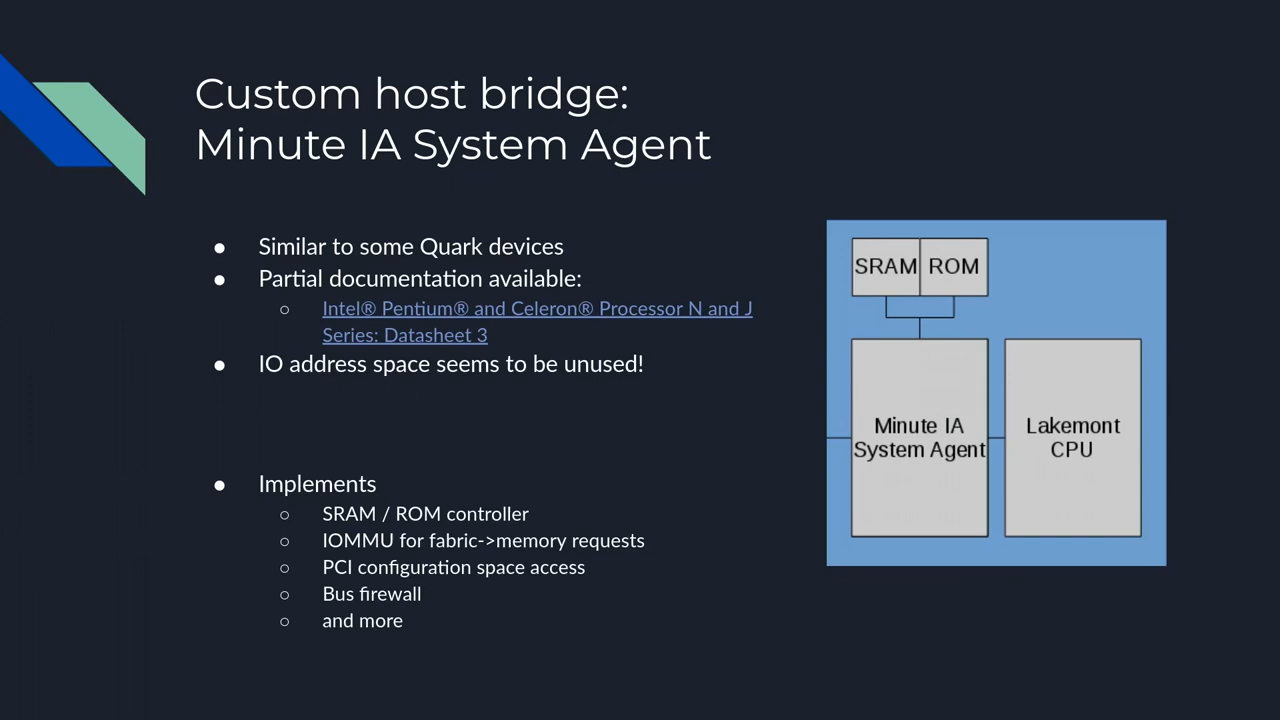 Custom host bridge:
Minute IA System Agent
● Similar to some Quark devices
● Partial documentation available:
○ Intel® Pentium® and Celeron® Processor N and J
Series: Datasheet 3
● IO address space seems to be unused!
● Implements
○ SRAM / ROM controller
○ IOMMU for fabric->memory requests
○ PCI configuration space access
○ Bus firewall
○ and more
SRAM ROM
Minute IA
System Agent
Lakemont
CPU